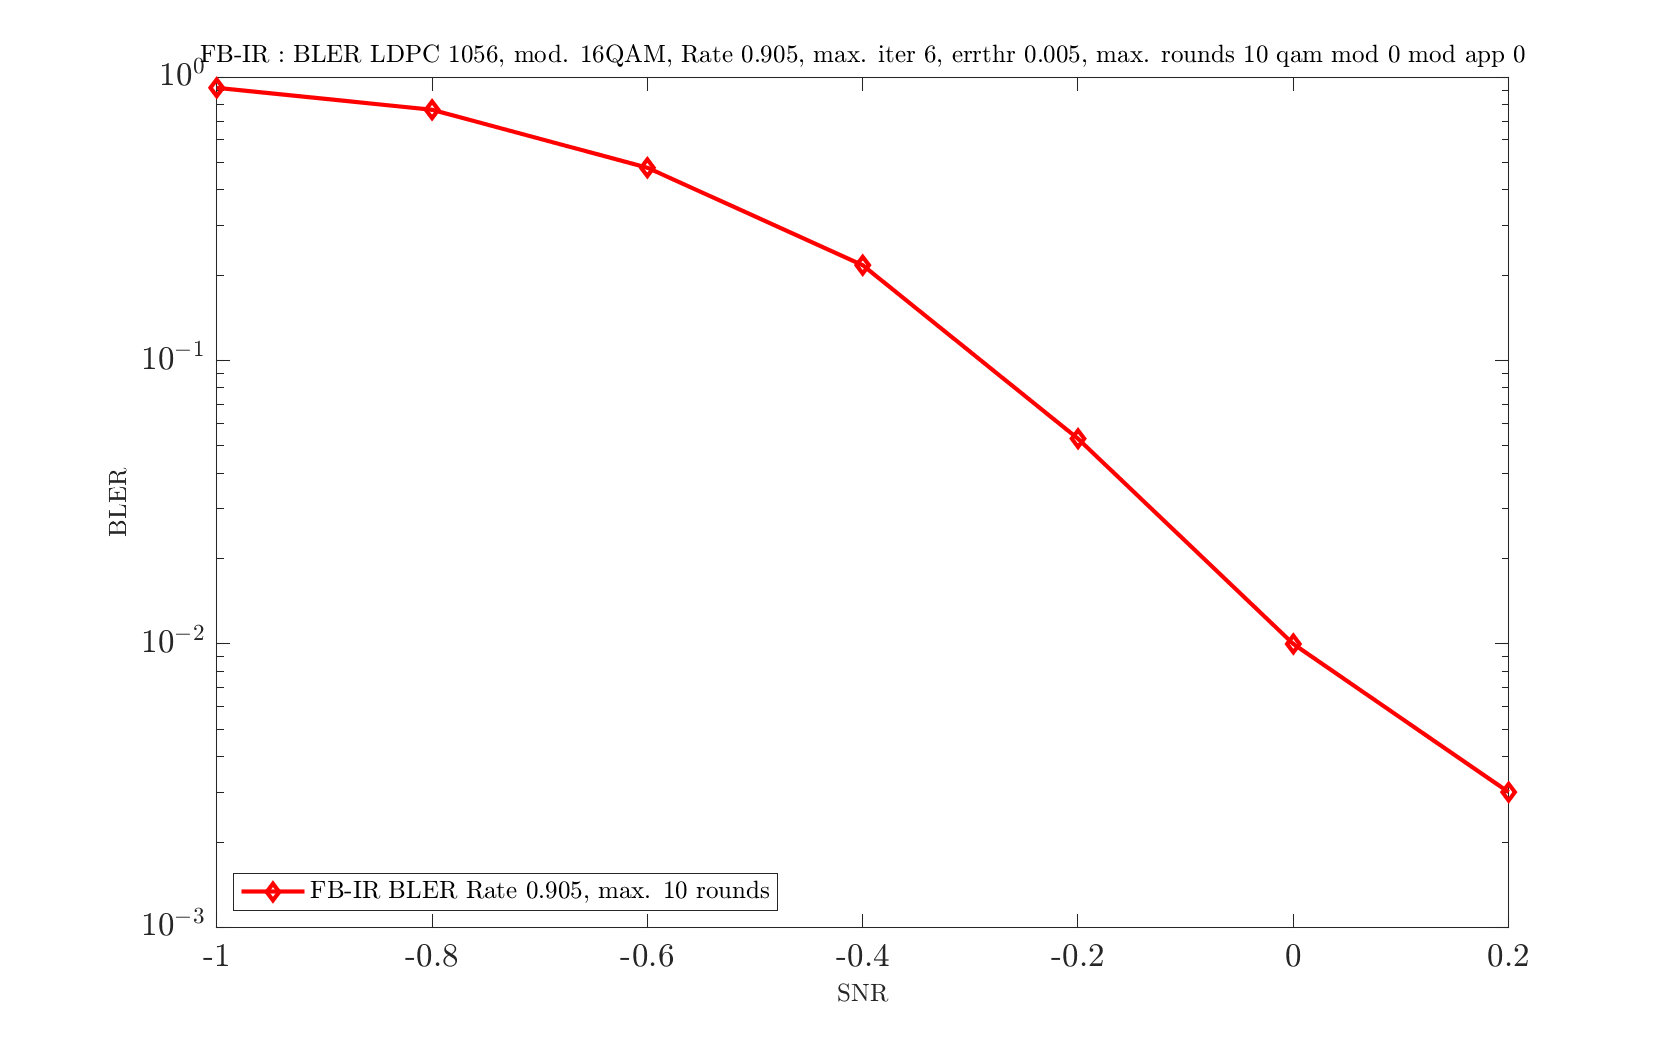 FB-IR : BLER LDPC 1056, mod. 16QAM, Rate 0.905, max. iter 6, errthr 0.005, max. rounds 10 qam mod 0 mod app 0
10^0
10^-1
10^-2
10^-3
BLER
FB-IR BLER Rate 0.905, max. 10 rounds
-1 -0.8 -0.6 -0.4 -0.2 0 0.2
SNR